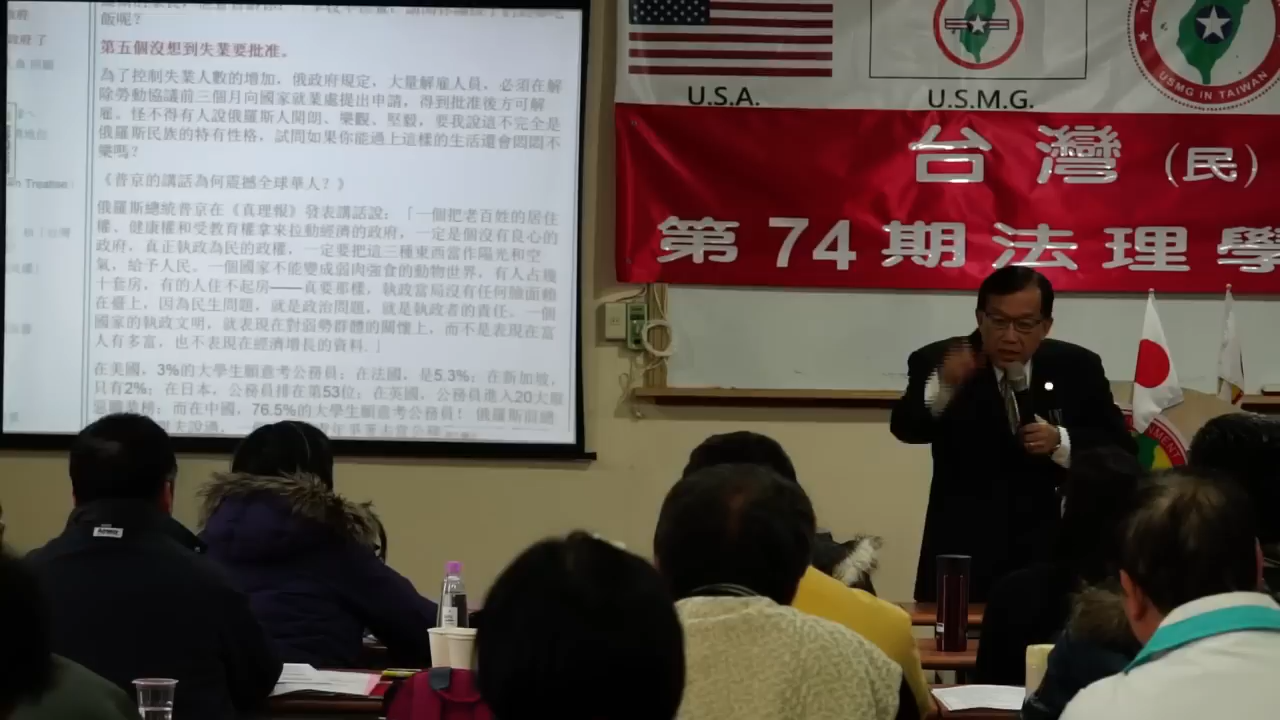 飯呢？
第五個沒想到失業要批准。
為了控制失業人數的增加，俄政府規定，大量解雇人員，必須在解
除勞動協議前三個月向國家就業處提出申請，得到批准後方可解
雇。怪不得有人說俄羅斯人開朗、樂觀、堅毅，要我說這不完全是
俄羅斯民族的特有性格，試問如果你能過上這樣的生活還會悶悶不
樂嗎？
《普京的講話為何震撼全球華人？》
俄羅斯總統普京在《真理報》發表講話說：「一個把老百姓的居住
權、健康權和受教育權拿來拉動經濟的政府，一定是個沒有良心的
政府，真正執政為民的政權，一定要把這三種東西當作陽光和空
氣，給予人民。一個國家不能變成弱肉強食的動物世界，有人占幾
十套房，有的人住不起房——真要那樣，執政當局沒有任何臉面賴
在臺上，因為民生問題，就是政治問題，就是執政者的責任。一個
國家的執政文明，就表現在對弱勢群體的關懷上，而不是表現在富
人有多富，也不表現在經濟增長的資料.」
在美國，3%的大學生願意考公務員；在法國，是5.3%；在新加坡，
只有2%；在日本，公務員排在第53位；在英國，公務員進入20大厭
而在中國，76.5%的大學生願意考公務員！
Treatise
U.S.A.
U.S.M.G.
USMG IN TAIWAN
台灣（民）
第74期法理學